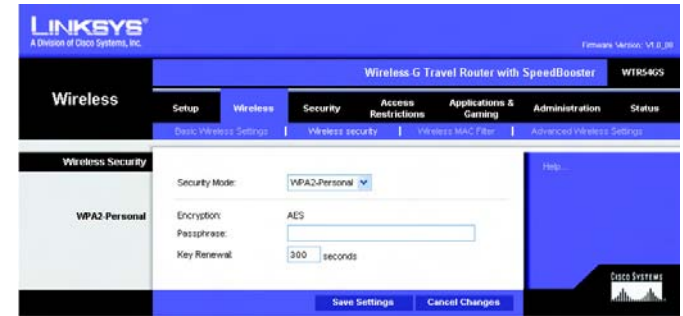 LINKSYS®
A Division of Cisco Systems, Inc.
Firmware Version: V1.0_00
Wireless-G Travel Router with SpeedBooster WTR54GS
Wireless
Setup Wireless Security Access Restrictions Applications & Gaming Administration Status
Basic Wireless Settings | Wireless security | Wireless MAC Filter | Advanced Wireless Settings
Wireless Security
Help...
Security Mode: WPA2-Personal
WPA2-Personal
Encryption: AES
Passphrase:
Key Renewal: 300 seconds
CISCO SYSTEMS
Save Settings Cancel Changes